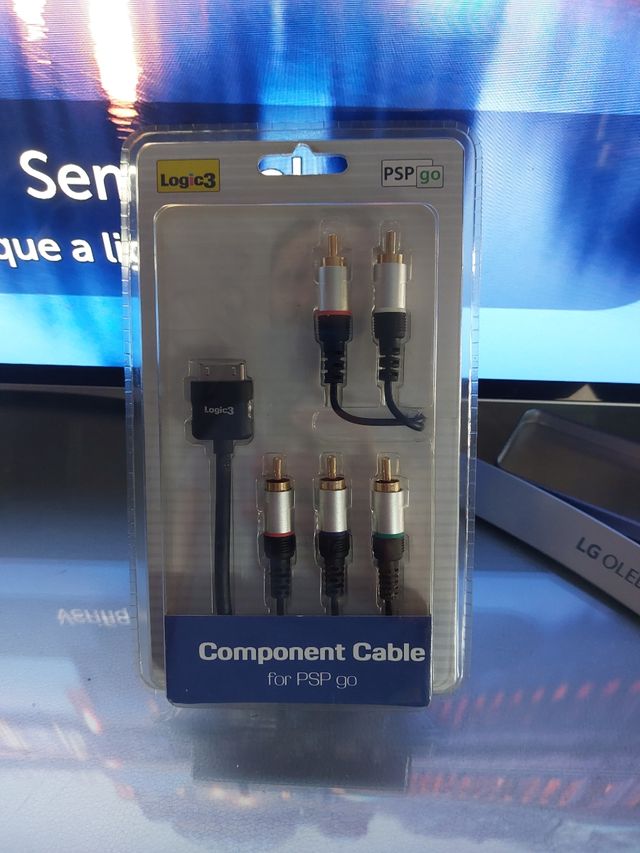 Sen
que a li
Logic3
PSP go
Logic3
LG OLED
Component Cable
for PSP go